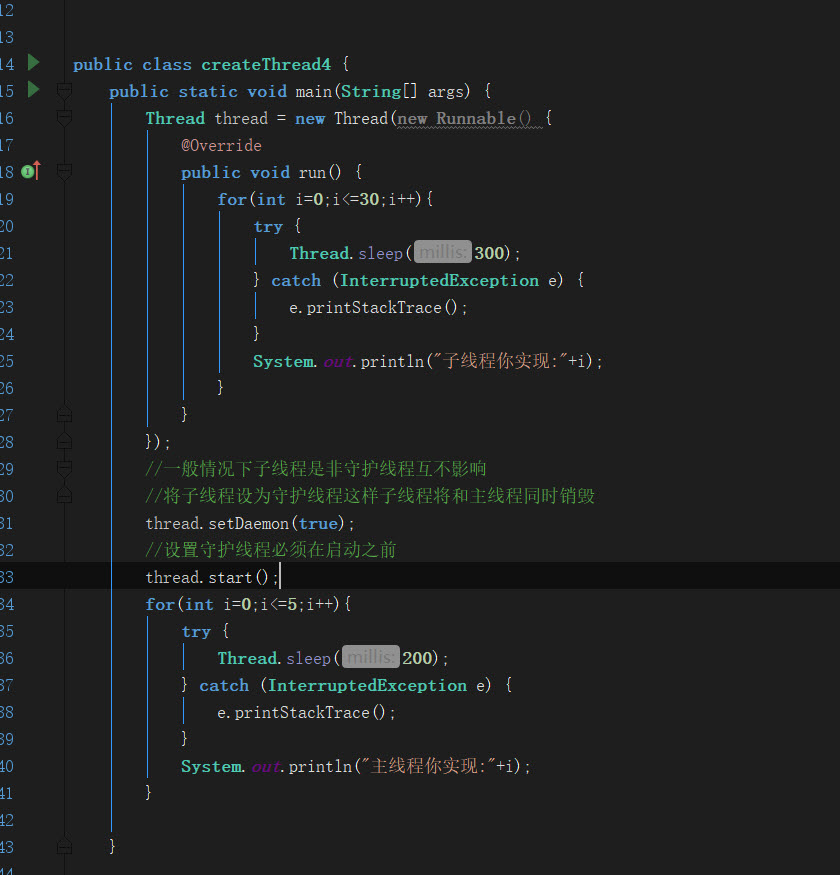 12
13
14 public class createThread4 {
15 public static void main(String[] args) {
16 Thread thread = new Thread(new Runnable() {
17 @Override
18 public void run() {
19 for(int i=0;i<=30;i++){
20 try {
21 Thread.sleep( millis: 300);
22 } catch (InterruptedException e) {
23 e.printStackTrace();
24 }
25 System.out.println("子线程你实现:"+i);
26 }
27 }
28 });
29 //一般情况下子线程是非守护线程互不影响
30 //将子线程设为守护线程这样子线程将和主线程同时销毁
31 thread.setDaemon(true);
32 //设置守护线程必须在启动之前
33 thread.start();
34 for(int i=0;i<=5;i++){
35 try {
36 Thread.sleep( millis: 200);
37 } catch (InterruptedException e) {
38 e.printStackTrace();
39 }
40 System.out.println("主线程你实现:"+i);
41 }
42
43 }
44